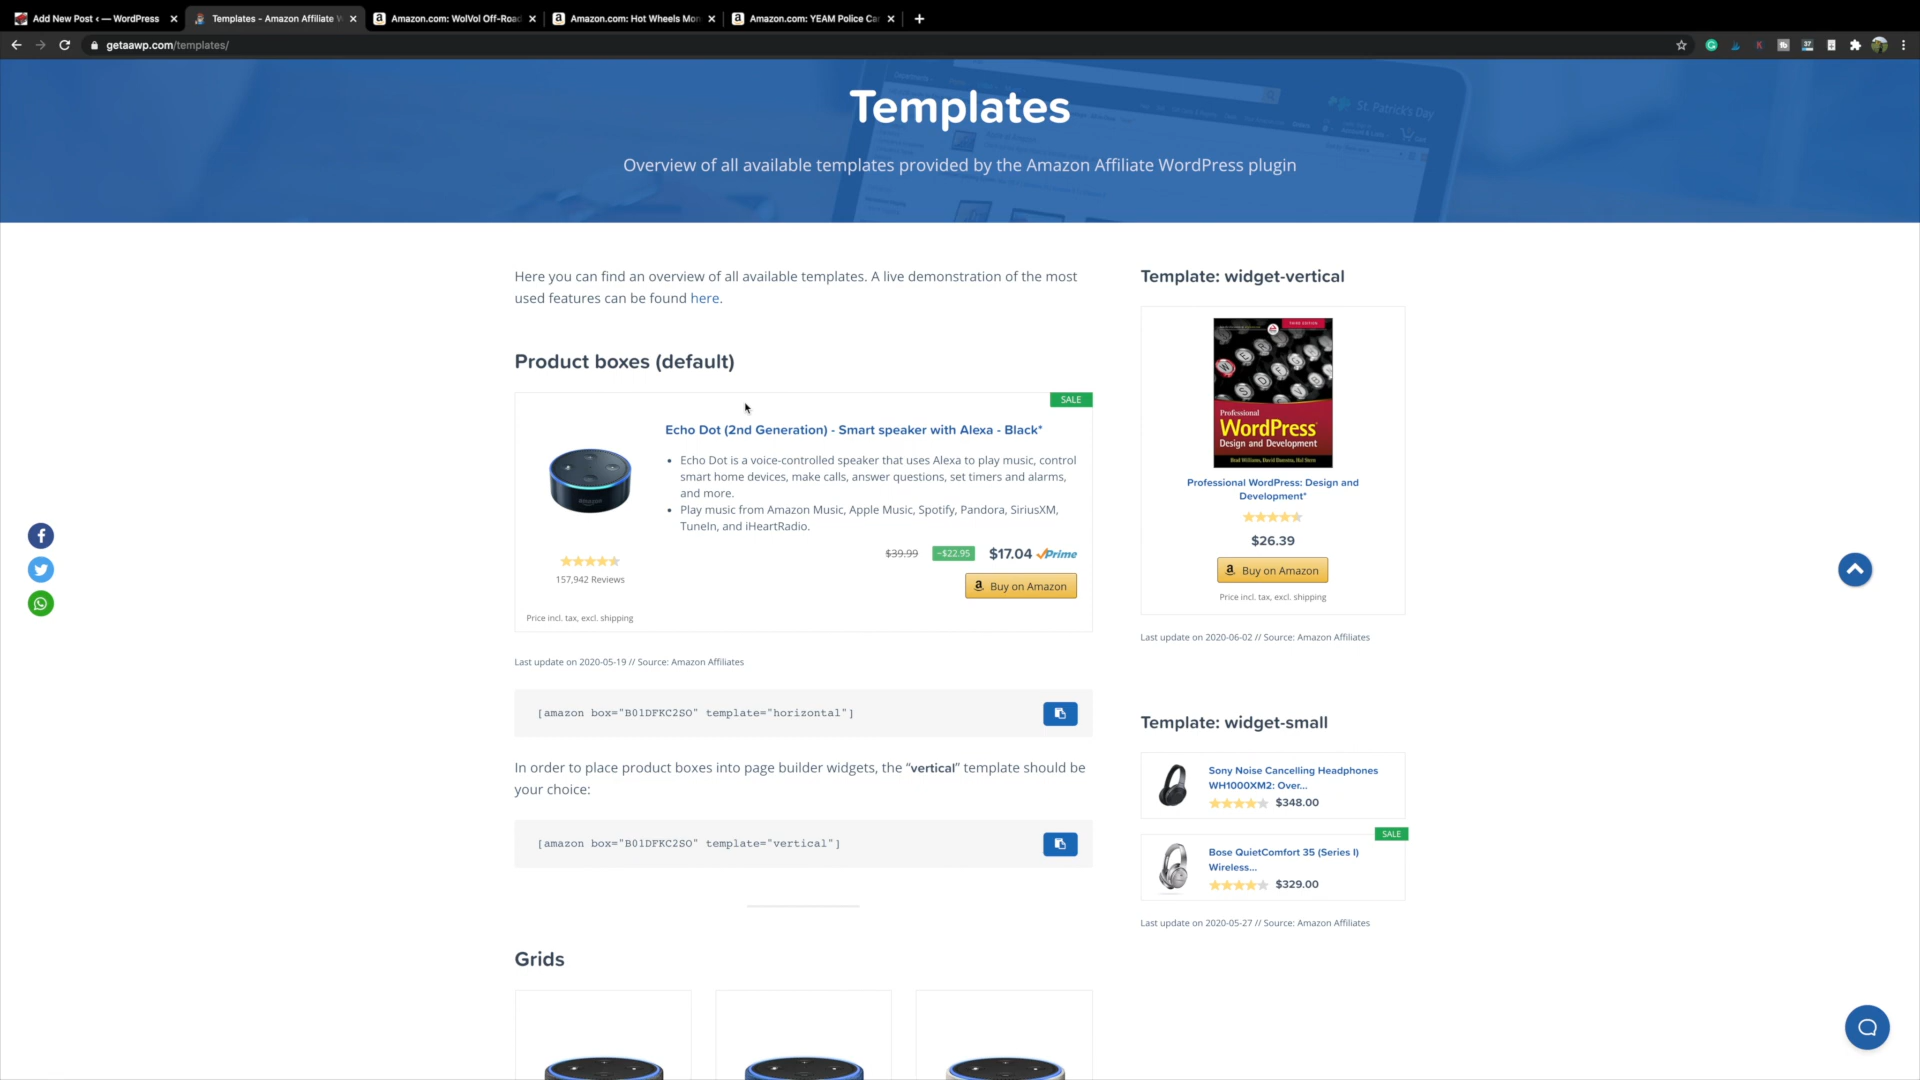 Add New Post ‹ — WordPress
Templates - Amazon Affiliate W
Amazon.com: WolVol Off-Road
Amazon.com: Hot Wheels Mon
Amazon.com: YEAM Police Car
getaawp.com/templates/
Templates
Overview of all available templates provided by the Amazon Affiliate WordPress plugin
Here you can find an overview of all available templates. A live demonstration of the most
used features can be found here.
Product boxes (default)
SALE
Echo Dot (2nd Generation) - Smart speaker with Alexa - Black*
• Echo Dot is a voice-controlled speaker that uses Alexa to play music, control
smart home devices, make calls, answer questions, set timers and alarms,
and more.
• Play music from Amazon Music, Apple Music, Spotify, Pandora, SiriusXM,
TuneIn, and iHeartRadio.
157,942 Reviews
$39.99 −$22.95 $17.04 Prime
Buy on Amazon
Price incl. tax, excl. shipping
Last update on 2020-05-19 // Source: Amazon Affiliates
[amazon box="B01DFKC2SO" template="horizontal"]
In order to place product boxes into page builder widgets, the “vertical” template should be
your choice:
[amazon box="B01DFKC2SO" template="vertical"]
Grids
Template: widget-vertical
Professional
WordPress
Design and Development
Brad Williams, David Damstra, Hal Stern
Professional WordPress: Design and
Development*
$26.39
Buy on Amazon
Price incl. tax, excl. shipping
Last update on 2020-06-02 // Source: Amazon Affiliates
Template: widget-small
Sony Noise Cancelling Headphones
WH1000XM2: Over...
$348.00
SALE
Bose QuietComfort 35 (Series I)
Wireless...
$329.00
Last update on 2020-05-27 // Source: Amazon Affiliates